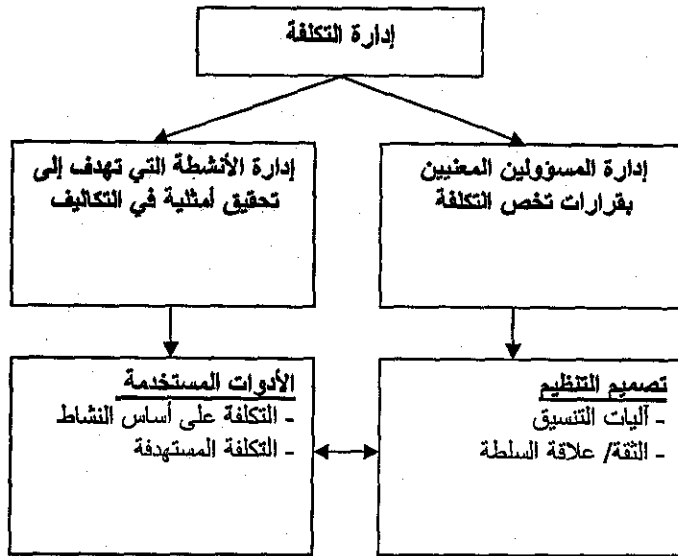 إدارة التكلفة
إدارة المسؤولين المعنيين
بقرارات تخص التكلفة
إدارة الأنشطة التي تهدف إلى
تحقيق أمثلية في التكاليف
تصميم التنظيم
- آليات التنسيق
- الثقة/ علاقة السلطة
الأدوات المستخدمة
- التكلفة على أساس النشاط
- التكلفة المستهدفة